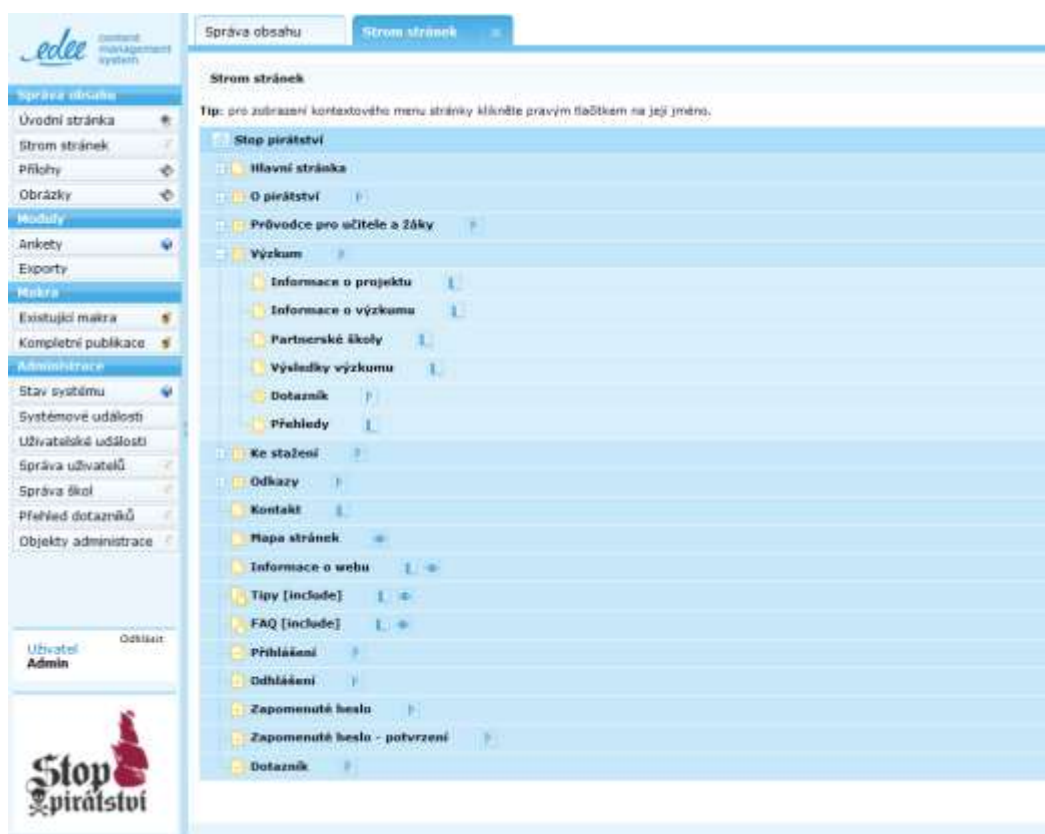 edee content
management
system
Správa obsahu
Úvodní stránka
Strom stránek
Přílohy
Obrázky
Moduly
Ankety
Exporty
Makra
Existující makra
Kompletní publikace
Administrace
Stav systému
Systémové události
Uživatelské události
Správa uživatelů
Správa škol
Přehled dotazníků
Objekty administrace
Odhlásit
Uživatel
Admin
Stop
pirátství
Správa obsahu
Strom stránek
Strom stránek
Tip: pro zobrazení kontextového menu stránky klikněte pravým tlačítkem na její jméno.
Stop pirátství
Hlavní stránka
O pirátství
Průvodce pro učitele a žáky
Výzkum
Informace o projektu
Informace o výzkumu
Partnerské školy
Výsledky výzkumu
Dotazník
Přehledy
Ke stažení
Odkazy
Kontakt
Mapa stránek
Informace o webu
Tipy [include]
FAQ [include]
Přihlášení
Odhlášení
Zapomenuté heslo
Zapomenuté heslo - potvrzení
Dotazník